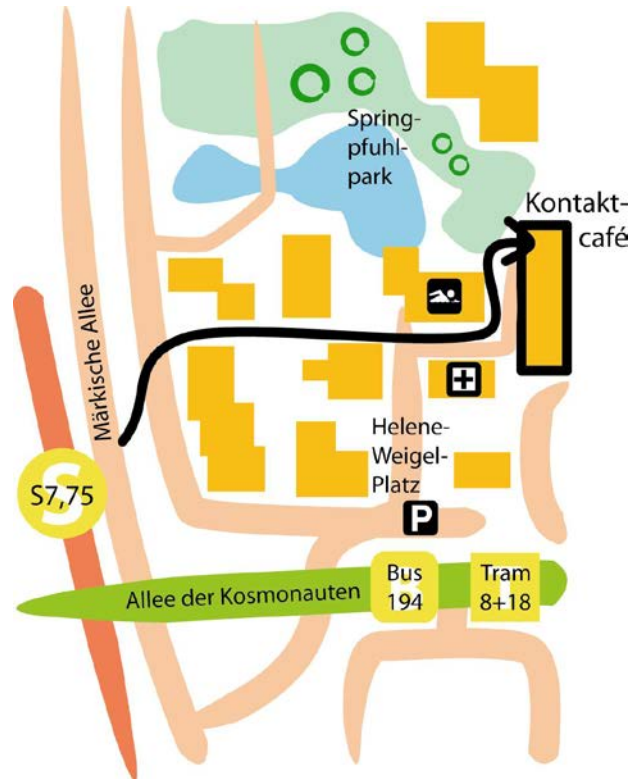 Spring-
pfuhl-
park
Kontakt-
café
Märkische Allee
Helene-
Weigel-
Platz
S
S7,75
P
Allee der Kosmonauten
Bus
194
Tram
8+18